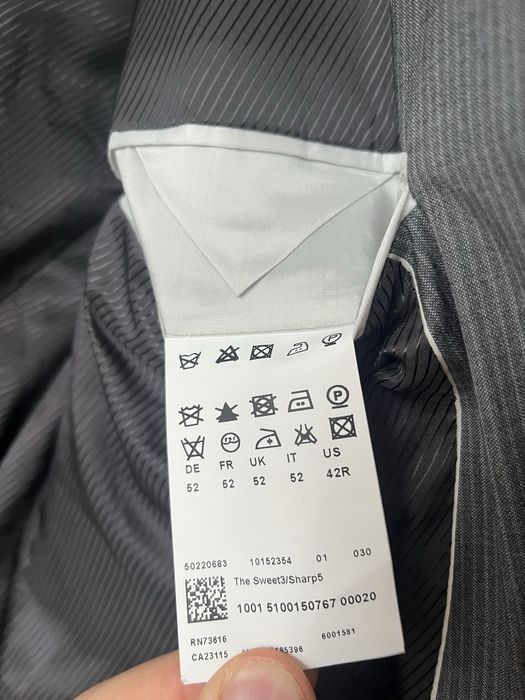 P
P
DE FR UK IT US
52 52 52 52 42R
50220683 10152354 01 030
The Sweet3/Sharp5
1001 5100150767 00020
RN73616 6001581
CA23115 85396